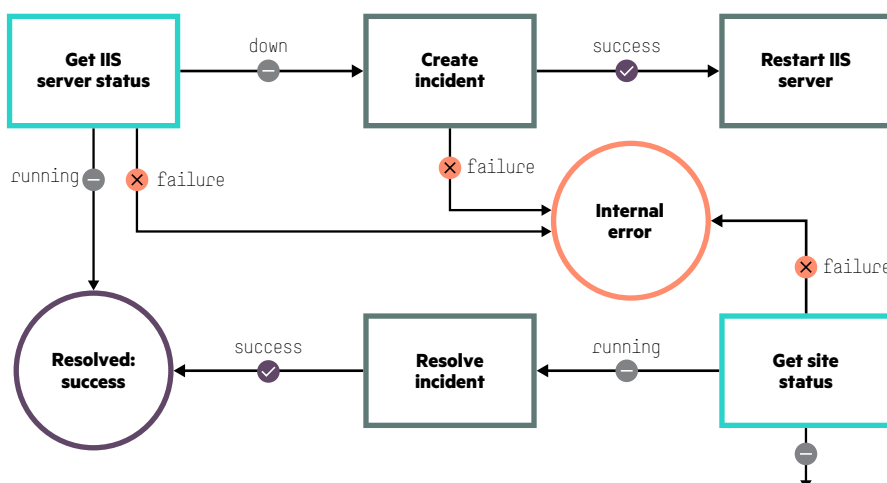 down
success
Get IIS
server status
Create
incident
Restart IIS
server
running
failure
failure
Internal
error
failure
Resolved:
success
success
Resolve
incident
running
Get site
status